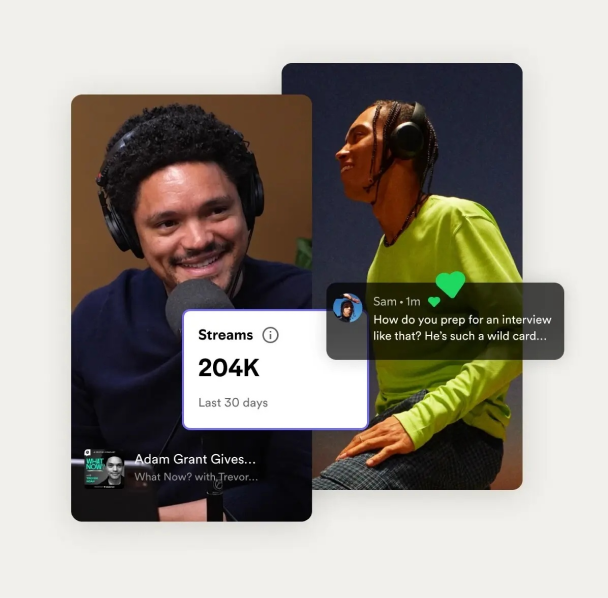 Sam • 1m
How do you prep for an interview
like that? He's such a wild card...
Streams
204K
Last 30 days
WHAT
NOW?
Adam Grant Gives...
What Now? with Trevor...